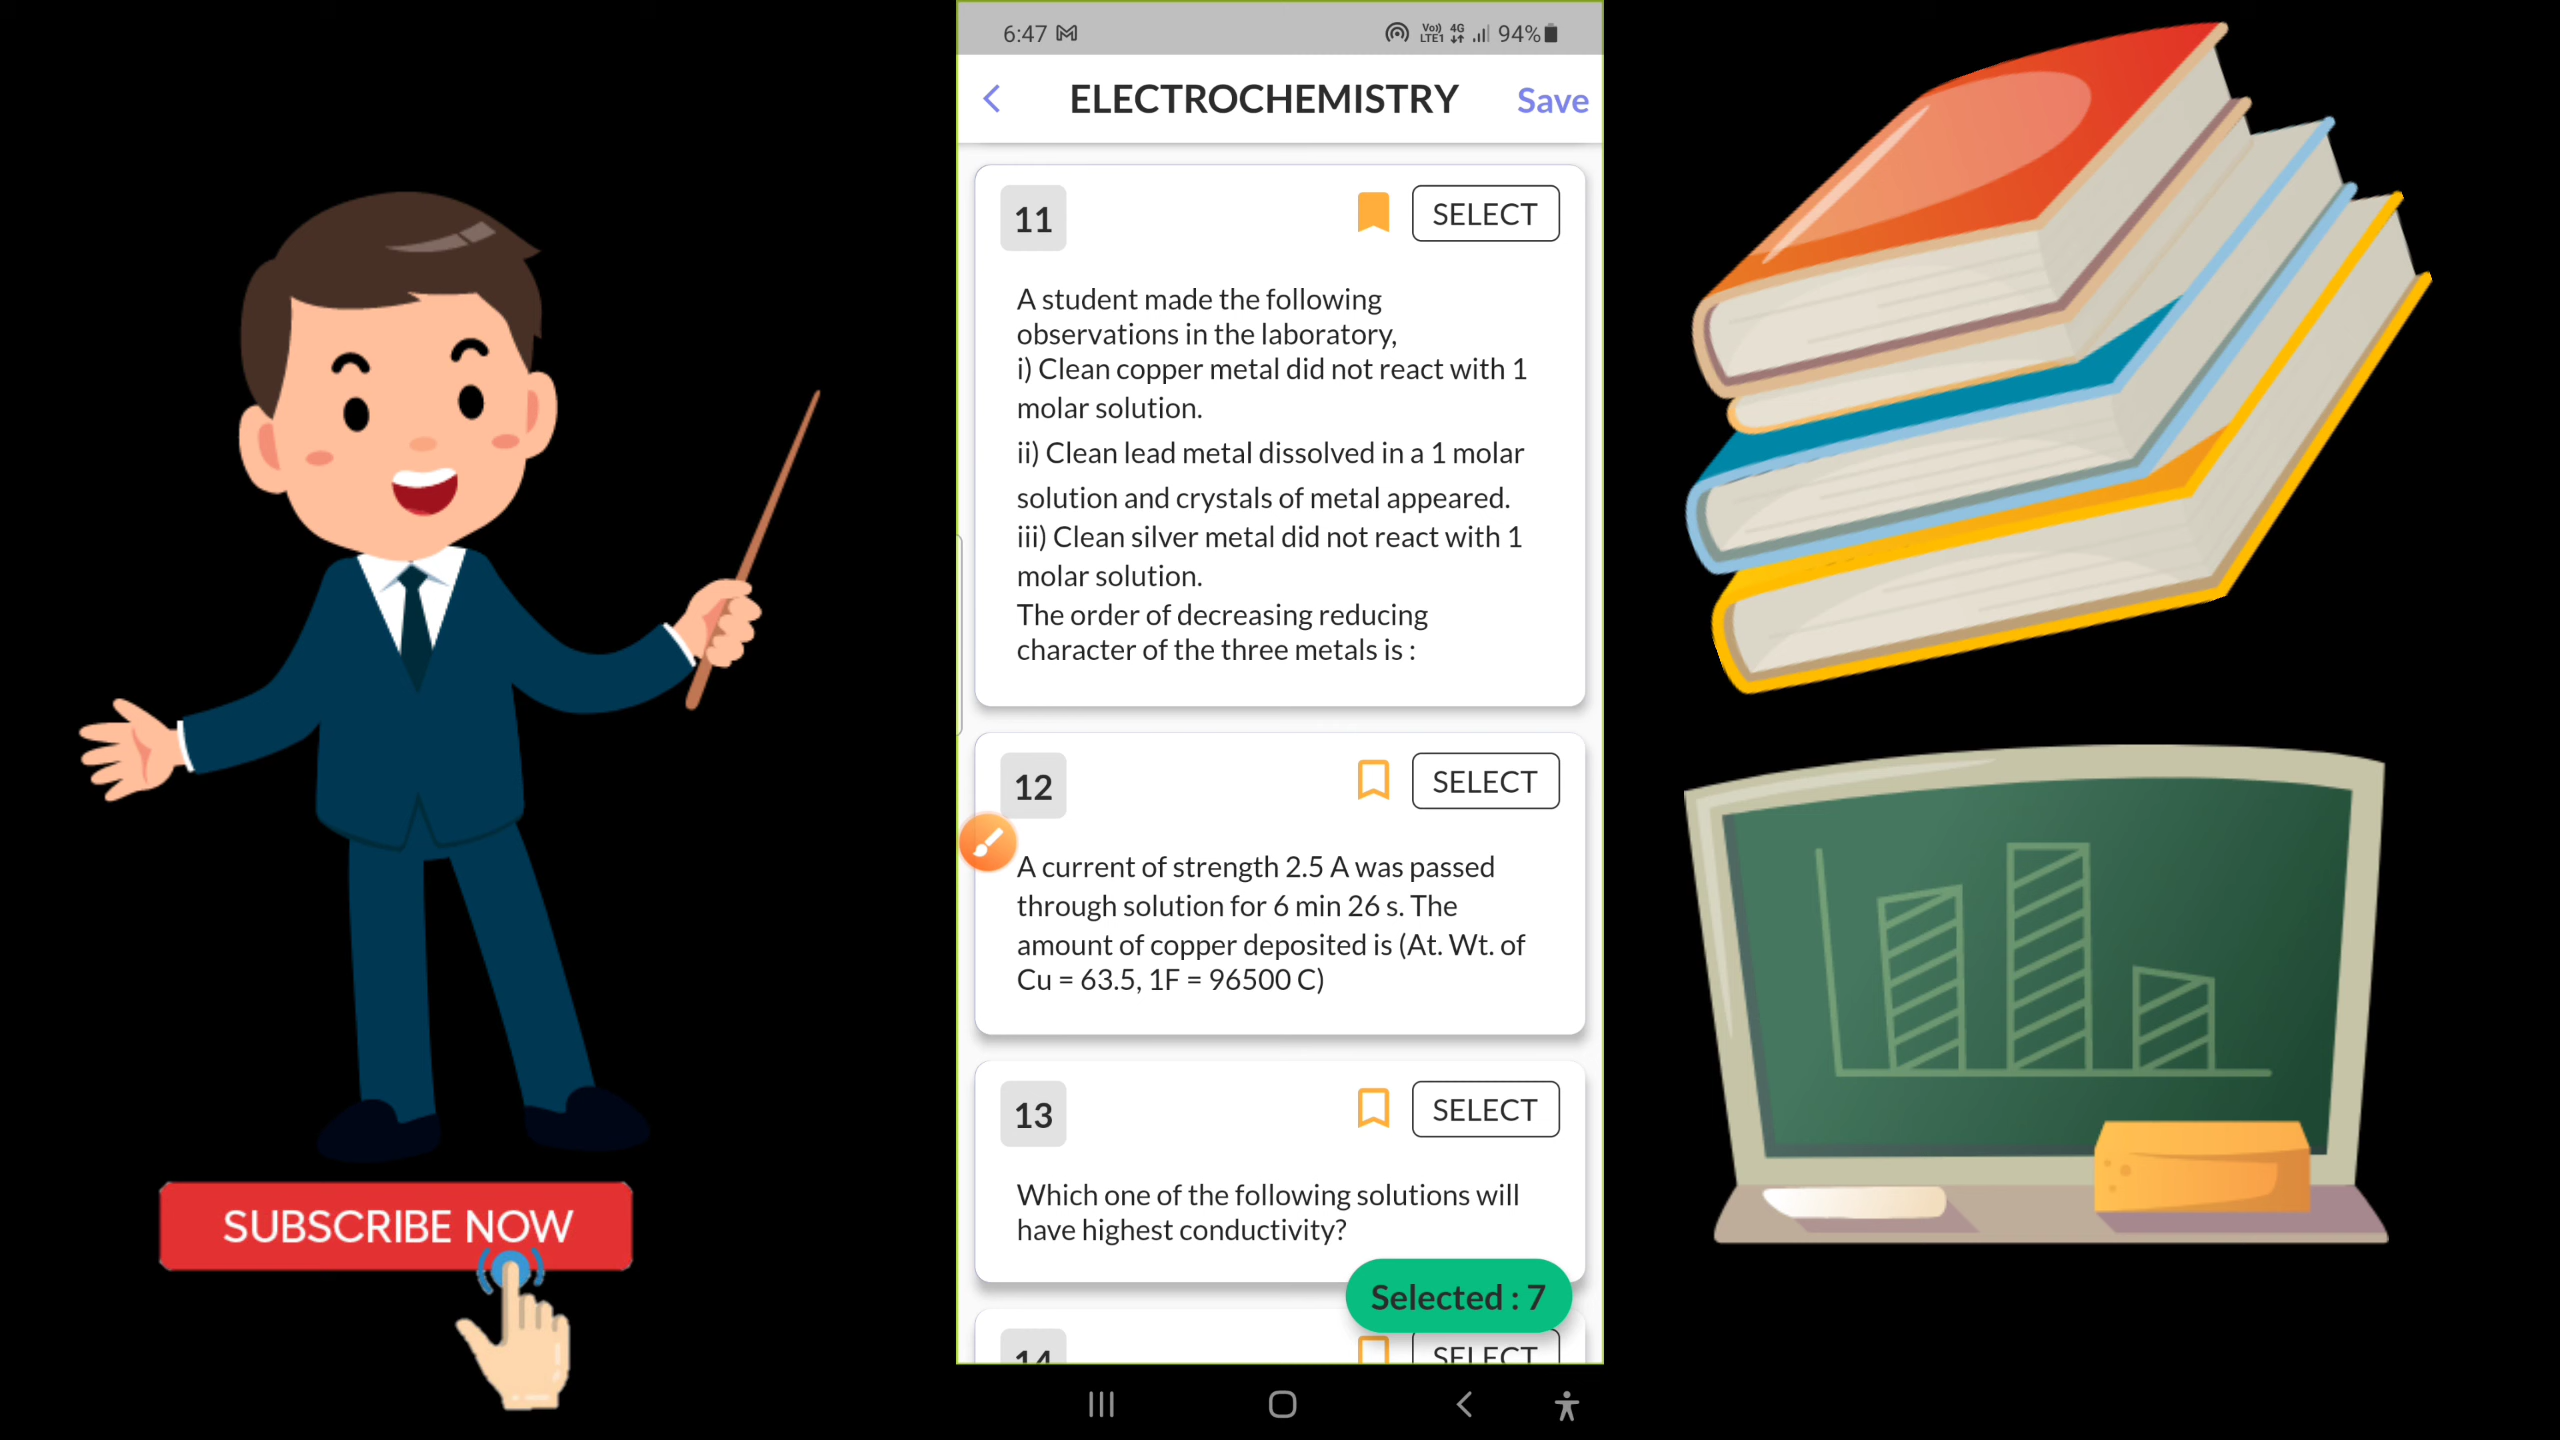 6:47
Vo)) 4G
LTE1
94%
ELECTROCHEMISTRY
Save
11
SELECT
A student made the following
observations in the laboratory,
i) Clean copper metal did not react with 1
molar solution.
ii) Clean lead metal dissolved in a 1 molar
solution and crystals of metal appeared.
iii) Clean silver metal did not react with 1
molar solution.
The order of decreasing reducing
character of the three metals is :
12
SELECT
A current of strength 2.5 A was passed
through solution for 6 min 26 s. The
amount of copper deposited is (At. Wt. of
Cu = 63.5, 1F = 96500 C)
13
SELECT
Which one of the following solutions will
have highest conductivity?
Selected : 7
14
SELECT
SUBSCRIBE NOW